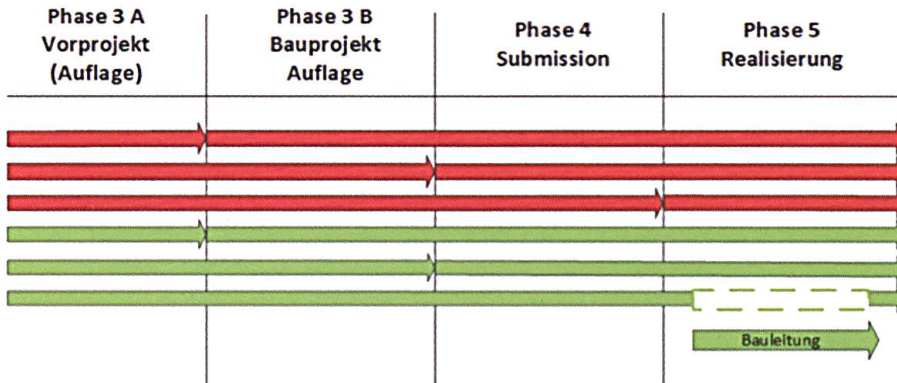 Phase 3 A
Vorprojekt
(Auflage)
Phase 3 B
Bauprojekt
Auflage
Phase 4
Submission
Phase 5
Realisierung
Bauleitung